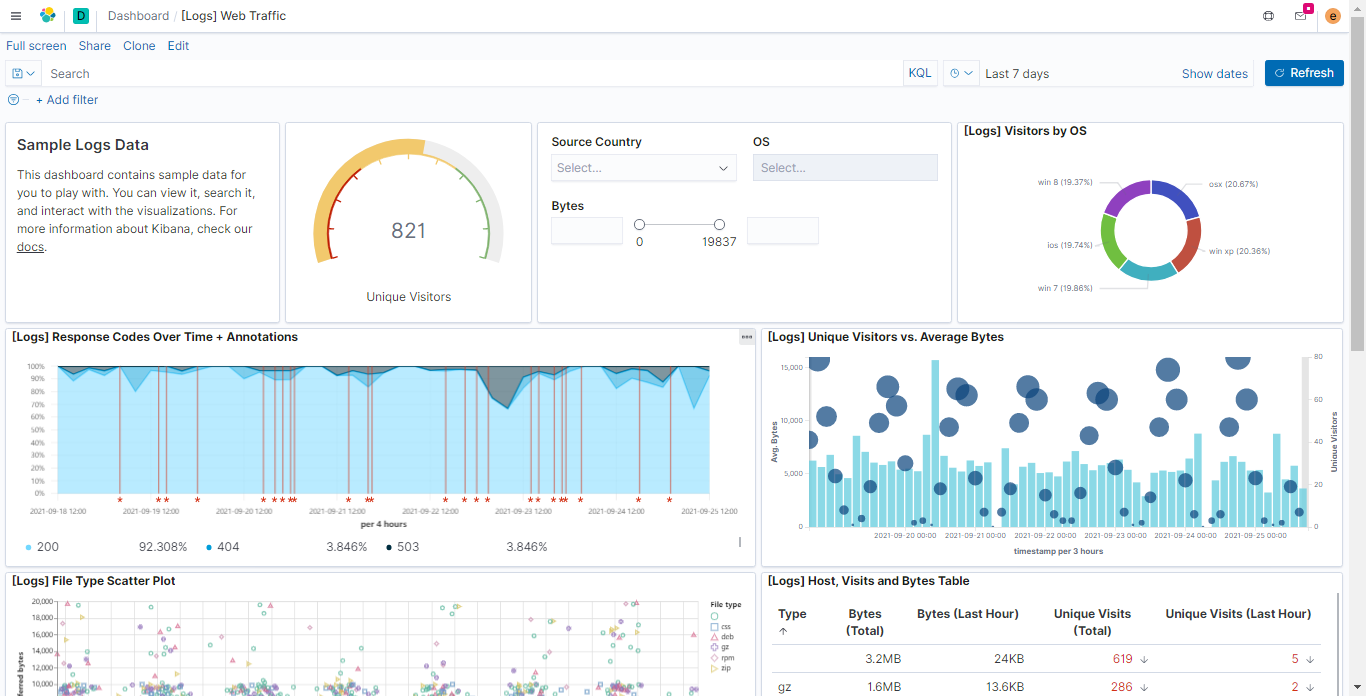 D Dashboard / [Logs] Web Traffic e
Full screen Share Clone Edit
Search KQL Last 7 days Show dates Refresh
+ Add filter
Sample Logs Data
This dashboard contains sample data for
you to play with. You can view it, search it,
and interact with the visualizations. For
more information about Kibana, check our
docs.
821
Unique Visitors
Source Country OS
Select... Select...
Bytes
0 19837
[Logs] Visitors by OS
win 8 (19.37%) osx (20.67%)
ios (19.74%) win xp (20.36%)
win 7 (19.86%)
[Logs] Response Codes Over Time + Annotations
100%
90%
80%
70%
60%
50%
40%
30%
20%
10%
0%
2021-09-18 12:00 2021-09-19 12:00 2021-09-20 12:00 2021-09-21 12:00 2021-09-22 12:00 2021-09-23 12:00 2021-09-24 12:00 2021-09-25 12:00
per 4 hours
200 92.308% 404 3.846% 503 3.846%
[Logs] Unique Visitors vs. Average Bytes
Avg. Bytes
15,000
10,000
5,000
0
80
60
40
20
0
Unique Visitors
2021-09-20 00:00 2021-09-21 00:00 2021-09-22 00:00 2021-09-23 00:00 2021-09-24 00:00 2021-09-25 00:00
timestamp per 3 hours
[Logs] File Type Scatter Plot
20,000
18,000
16,000
14,000
12,000
10,000
ferred bytes
File type
css
deb
gz
rpm
zip
[Logs] Host, Visits and Bytes Table
Type Bytes Bytes (Last Hour) Unique Visits Unique Visits (Last Hour)
↑ (Total) (Total)
3.2MB 24KB 619 ↓ 5 ↓
gz 1.6MB 13.6KB 286 ↓ 2 ↓